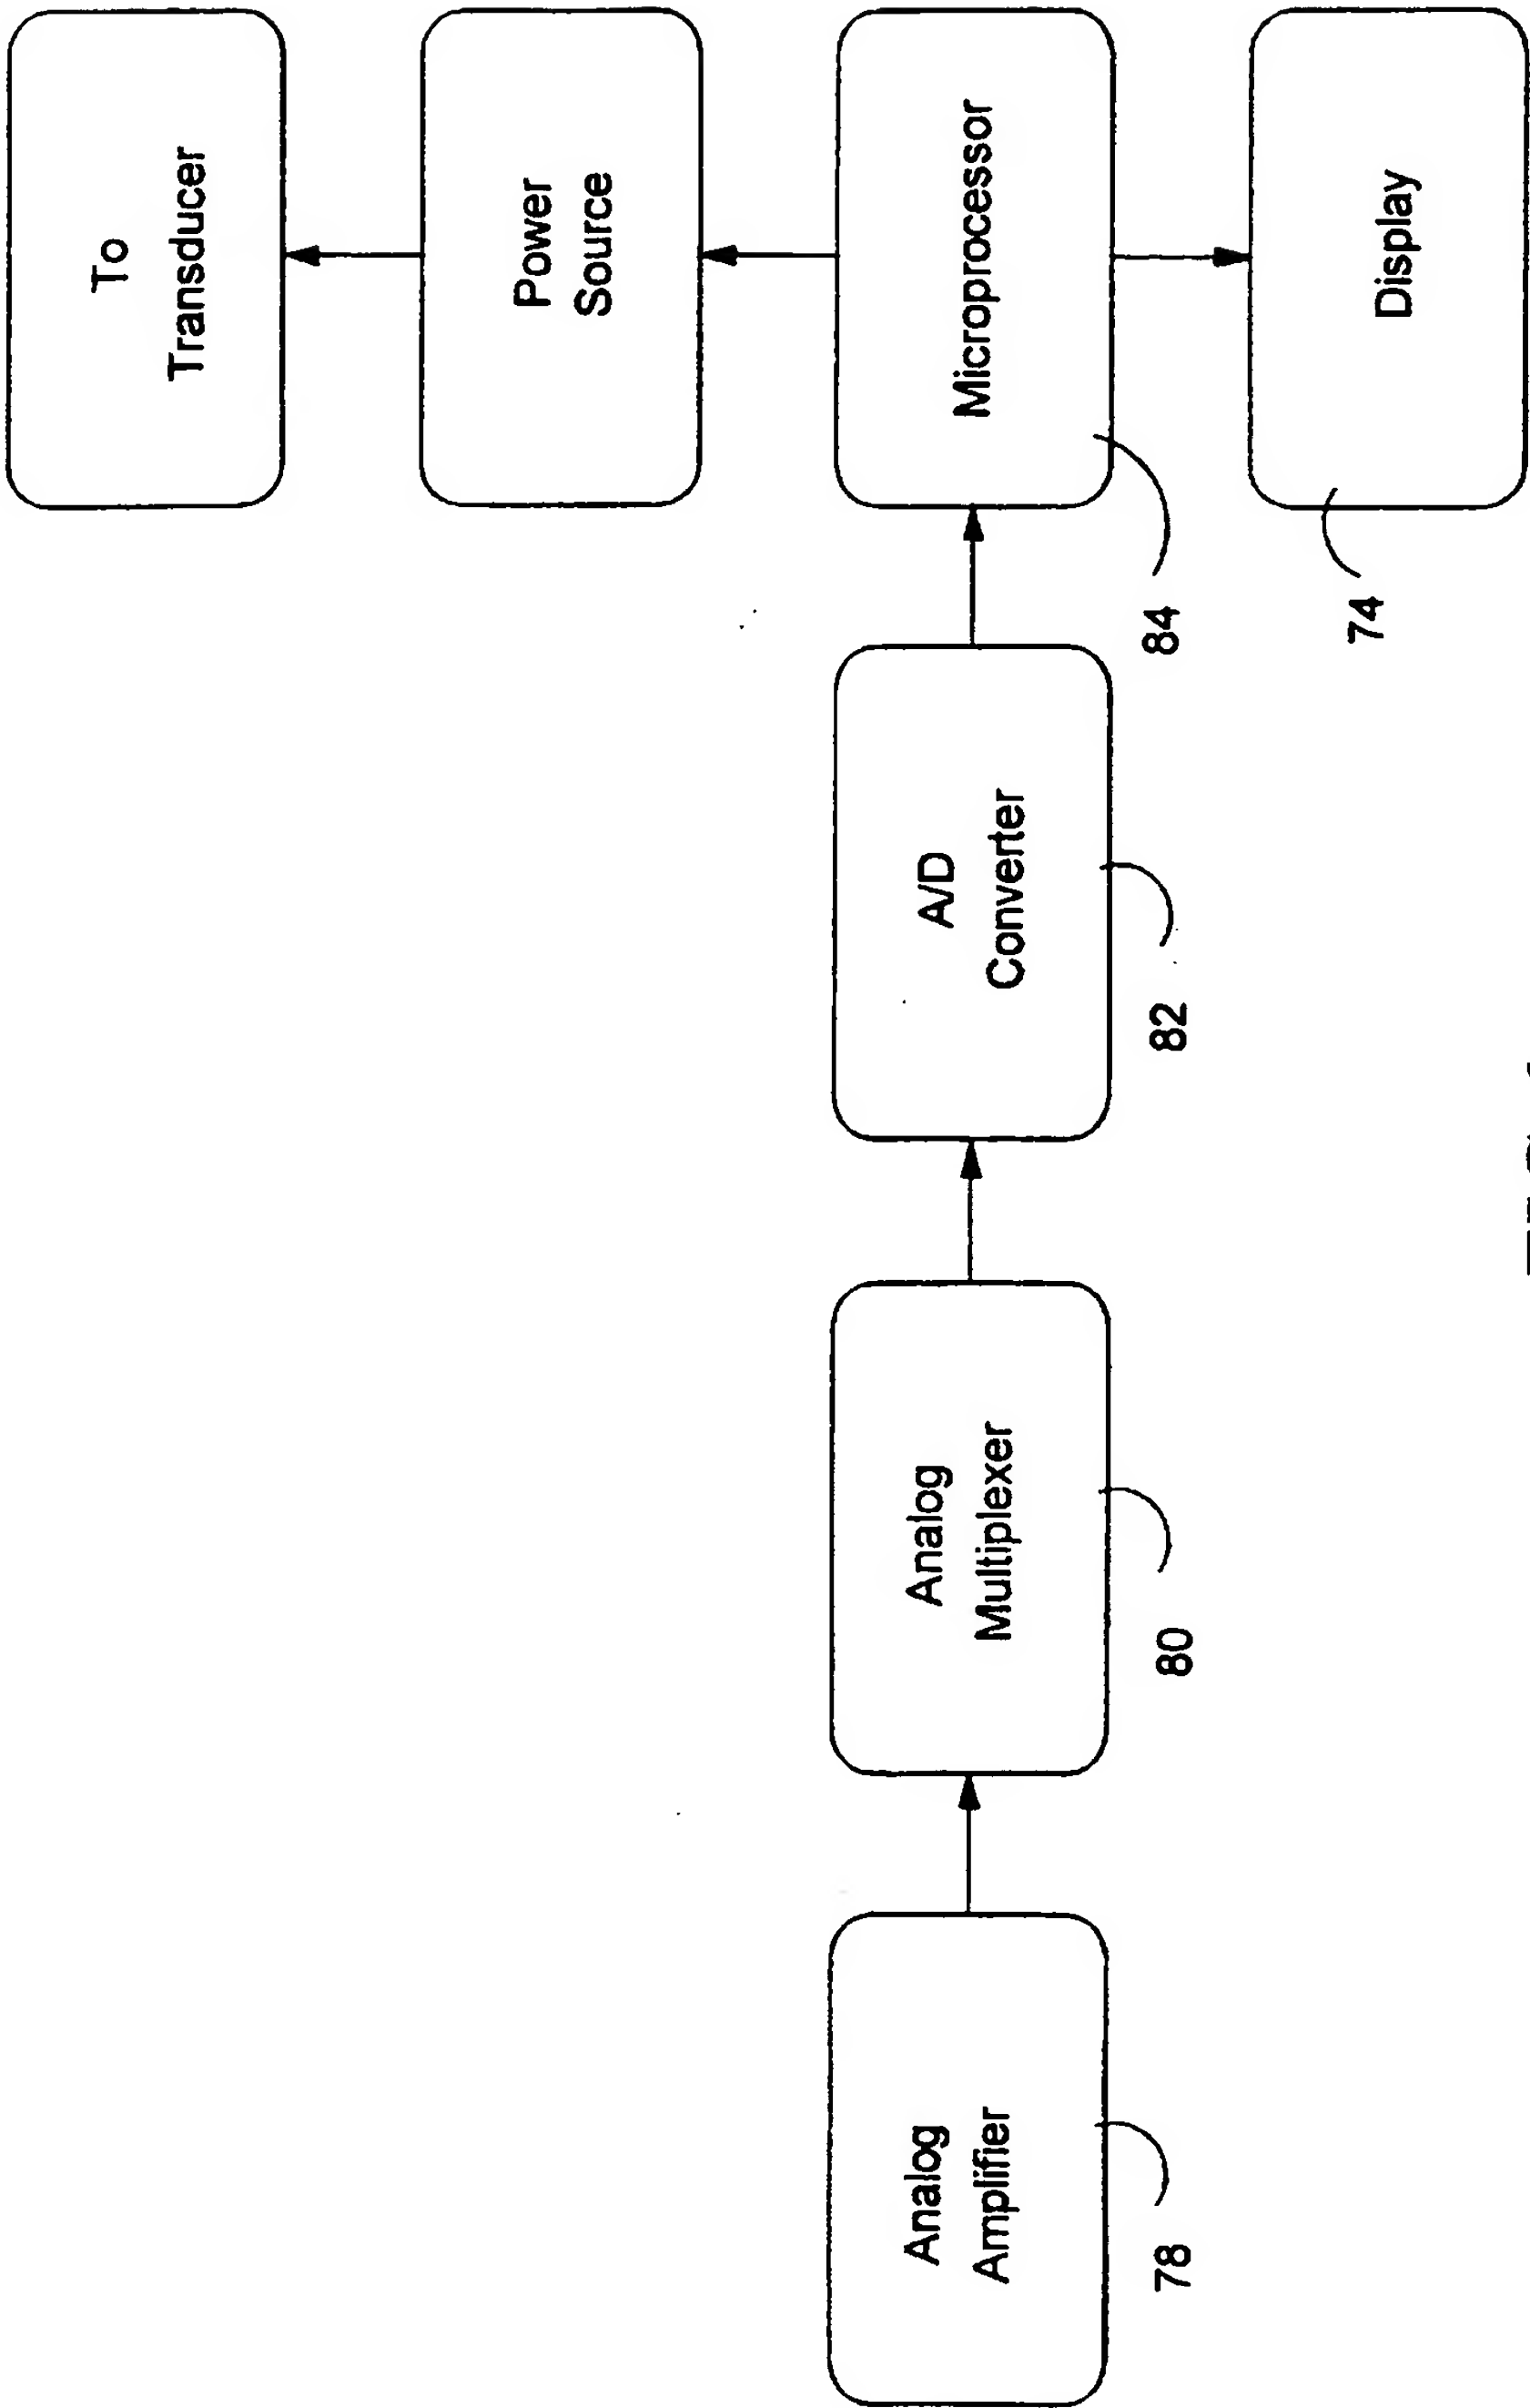 To
Transducer
Power
Source
Analog
Amplifier
78
Analog
Multiplexer
80
A/D
Converter
82
Microprocessor
84
Display
74